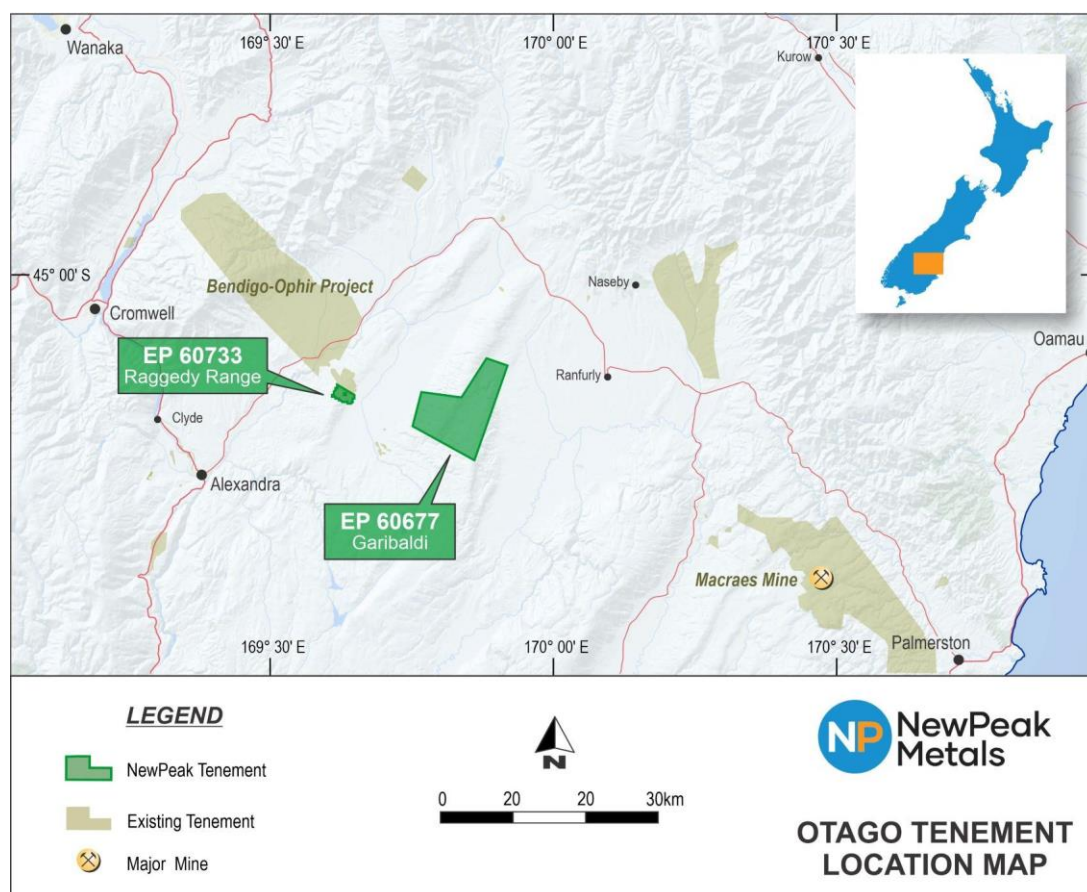 Wanaka
169° 30' E
170° 00' E
170° 30' E
Kurow
45° 00' S
Bendigo-Ophir Project
Naseby
Cromwell
Oamau
EP 60733
Raggedy Range
Ranfurly
Clyde
Alexandra
EP 60677
Garibaldi
Macraes Mine
169° 30' E
170° 00' E
170° 30' E
Palmerston
LEGEND
NewPeak Tenement
Existing Tenement
Major Mine
N
0 20 20 30km
NP NewPeak
Metals
OTAGO TENEMENT
LOCATION MAP